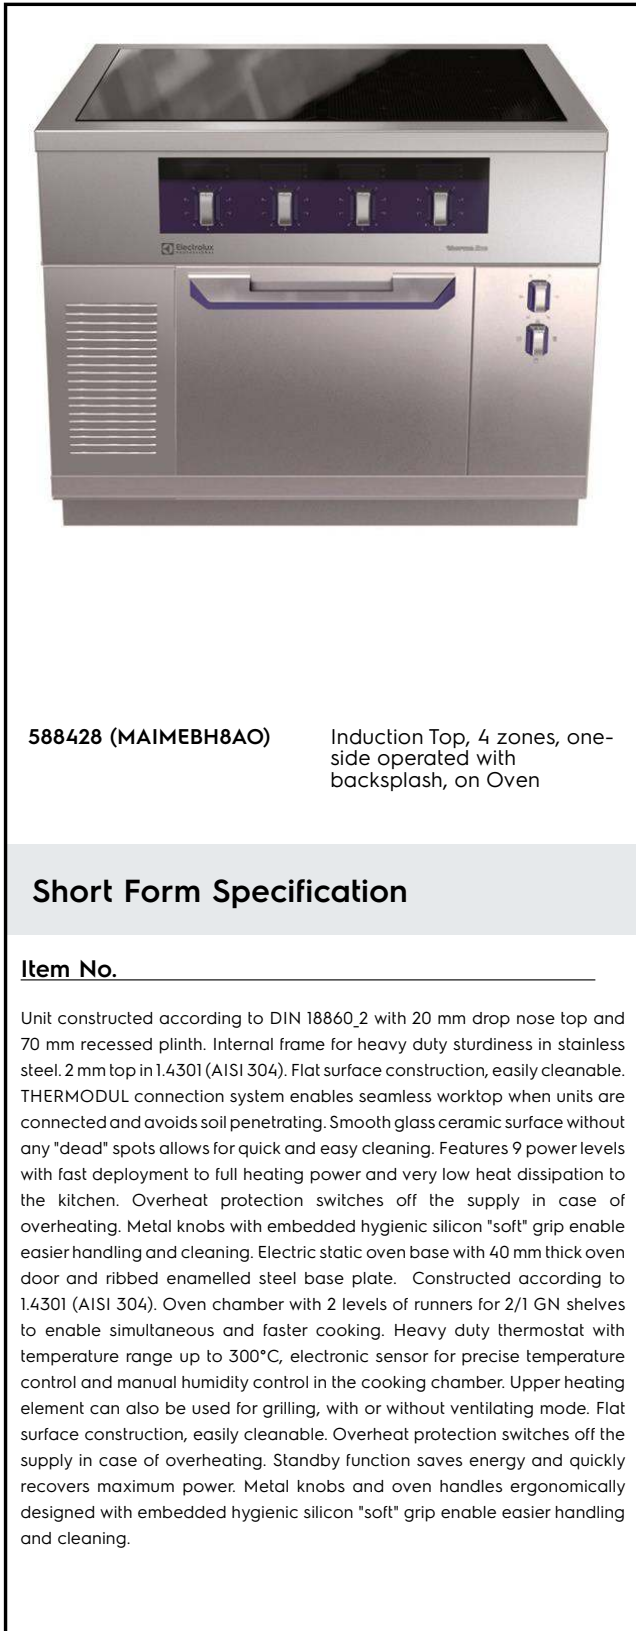 Electrolux
PROFESSIONAL
thermaline
588428 (MAIMEBH8AO)
Induction Top, 4 zones, one-
side operated with
backsplash, on Oven
Short Form Specification
Item No.
Unit constructed according to DIN 18860_2 with 20 mm drop nose top and
70 mm recessed plinth. Internal frame for heavy duty sturdiness in stainless
steel. 2 mm top in 1.4301 (AISI 304). Flat surface construction, easily cleanable.
THERMODUL connection system enables seamless worktop when units are
connected and avoids soil penetrating. Smooth glass ceramic surface without
any "dead" spots allows for quick and easy cleaning. Features 9 power levels
with fast deployment to full heating power and very low heat dissipation to
the kitchen. Overheat protection switches off the supply in case of
overheating. Metal knobs with embedded hygienic silicon "soft" grip enable
easier handling and cleaning. Electric static oven base with 40 mm thick oven
door and ribbed enamelled steel base plate. Constructed according to
1.4301 (AISI 304). Oven chamber with 2 levels of runners for 2/1 GN shelves
to enable simultaneous and faster cooking. Heavy duty thermostat with
temperature range up to 300°C, electronic sensor for precise temperature
control and manual humidity control in the cooking chamber. Upper heating
element can also be used for grilling, with or without ventilating mode. Flat
surface construction, easily cleanable. Overheat protection switches off the
supply in case of overheating. Standby function saves energy and quickly
recovers maximum power. Metal knobs and oven handles ergonomically
designed with embedded hygienic silicon "soft" grip enable easier handling
and cleaning.